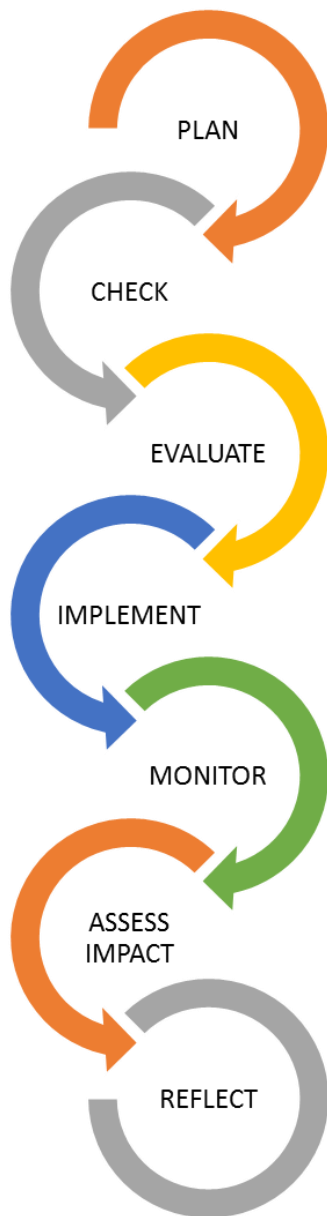 PLAN
CHECK
EVALUATE
IMPLEMENT
MONITOR
ASSESS
IMPACT
REFLECT